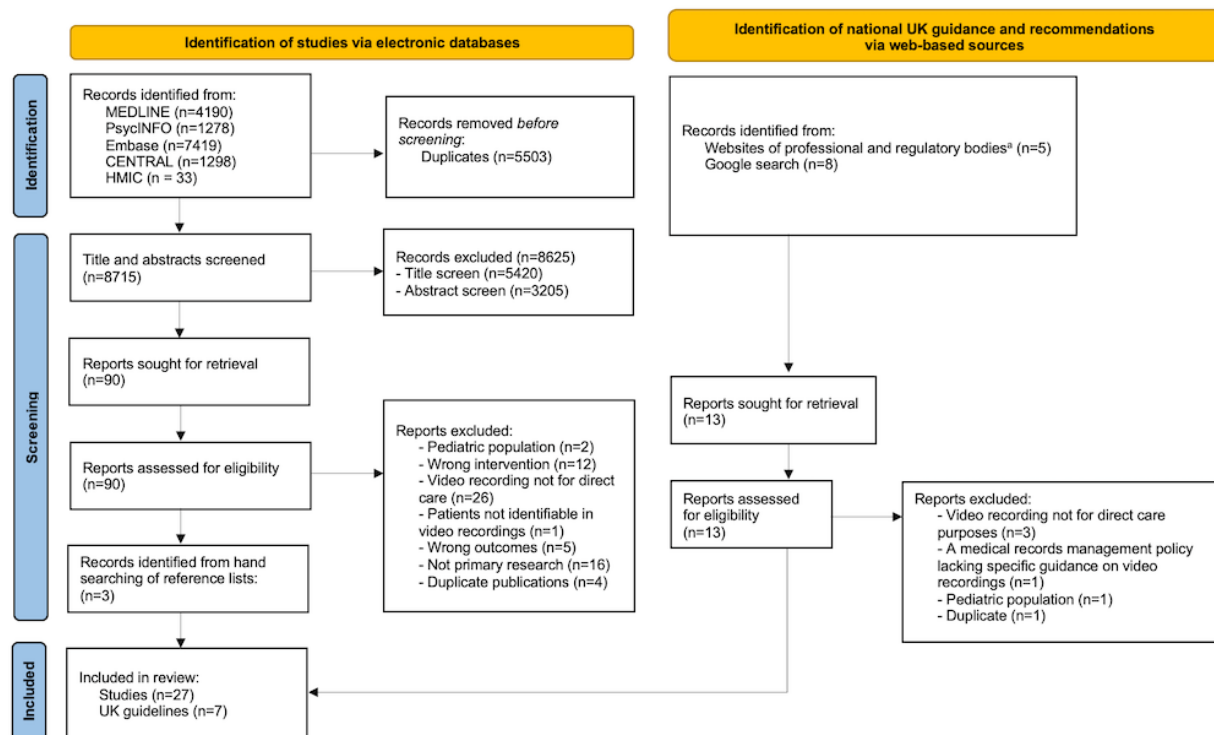 Identification of studies via electronic databases
Identification of national UK guidance and recommendations
via web-based sources
Identification
Records identified from:
MEDLINE (n=4190)
PsycINFO (n=1278)
Embase (n=7419)
CENTRAL (n=1298)
HMIC (n = 33)
Records removed before
screening:
Duplicates (n=5503)
Records identified from:
Websites of professional and regulatory bodiesᵃ (n=5)
Google search (n=8)
Screening
Title and abstracts screened
(n=8715)
Records excluded (n=8625)
- Title screen (n=5420)
- Abstract screen (n=3205)
Reports sought for retrieval
(n=90)
Reports sought for retrieval
(n=13)
Reports assessed for eligibility
(n=90)
Reports excluded:
- Pediatric population (n=2)
- Wrong intervention (n=12)
- Video recording not for direct
care (n=26)
- Patients not identifiable in
video recordings (n=1)
- Wrong outcomes (n=5)
- Not primary research (n=16)
- Duplicate publications (n=4)
Reports assessed
for eligibility
(n=13)
Reports excluded:
- Video recording not for direct care
purposes (n=3)
- A medical records management policy
lacking specific guidance on video
recordings (n=1)
- Pediatric population (n=1)
- Duplicate (n=1)
Records identified from hand
searching of reference lists:
(n=3)
Included
Included in review:
Studies (n=27)
UK guidelines (n=7)